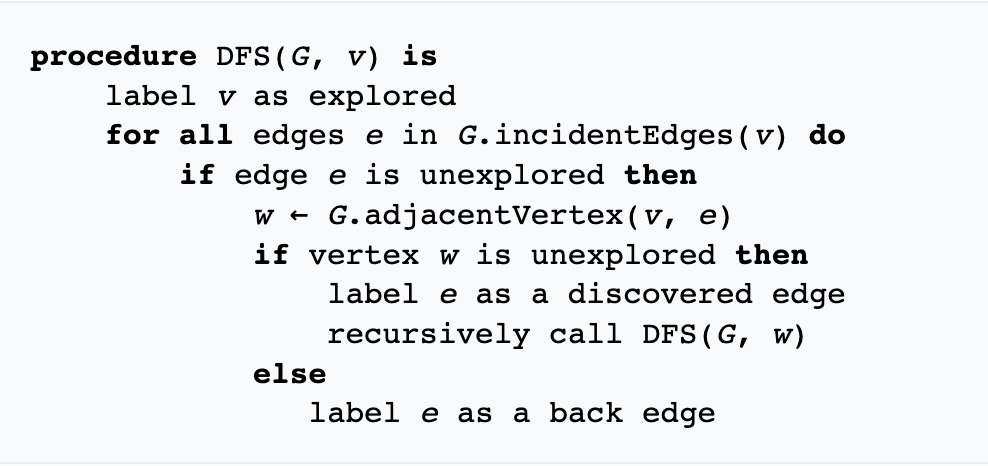 procedure DFS(G, v) is
    label v as explored
    for all edges e in G.incidentEdges(v) do
        if edge e is unexplored then
            w ← G.adjacentVertex(v, e)
            if vertex w is unexplored then
                label e as a discovered edge
                recursively call DFS(G, w)
            else
               label e as a back edge